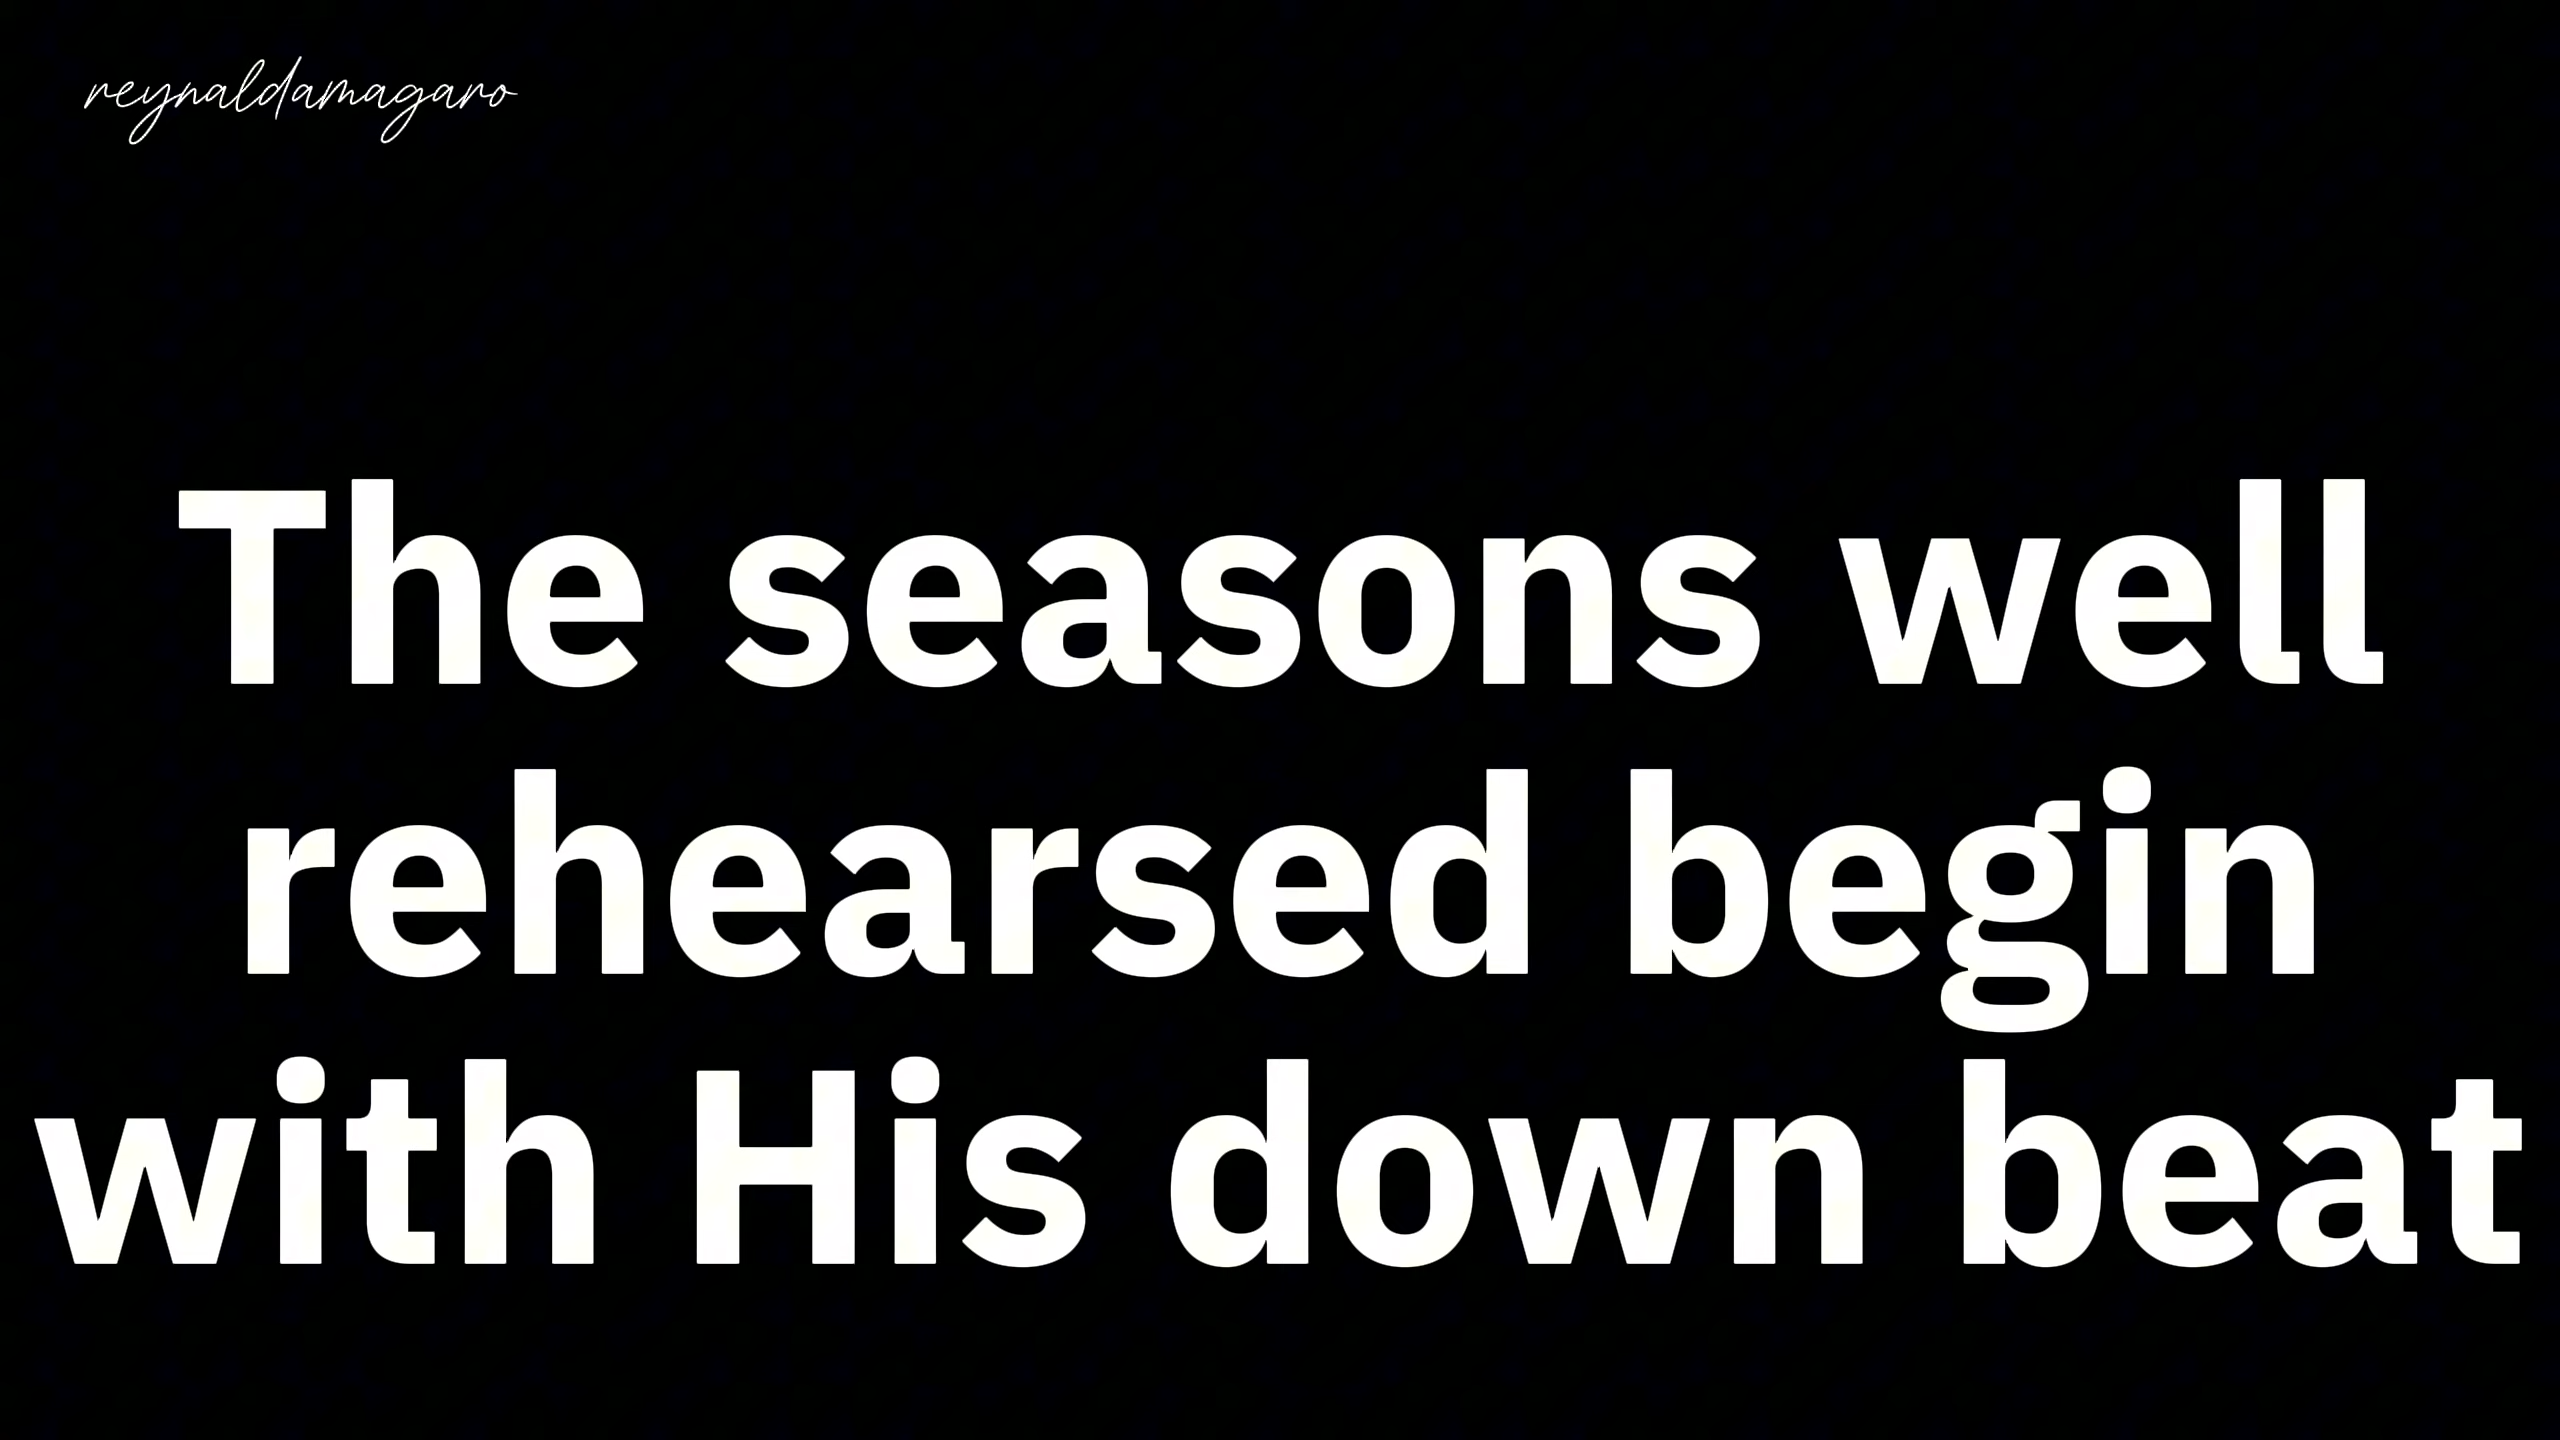 reynaldamagaro
The seasons well
rehearsed begin
with His down beat